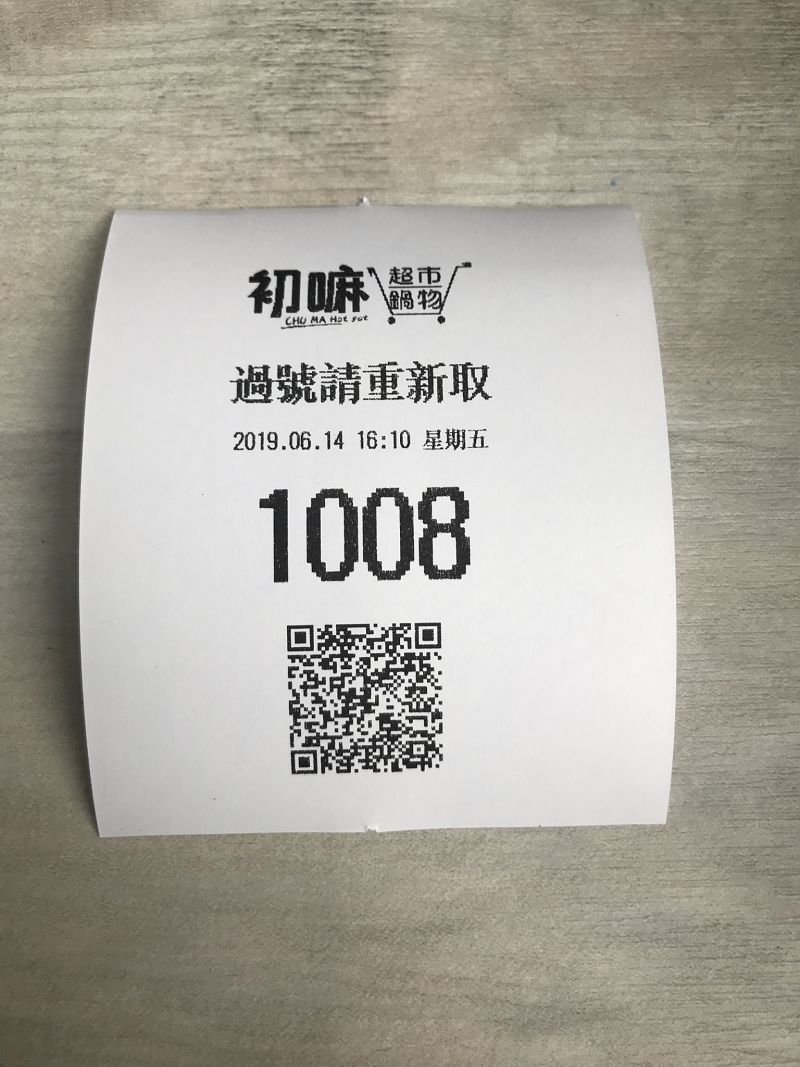 初嘛 超市
鍋物
CHU MA Hot Pot
過號請重新取
2019.06.14 16:10 星期五
1008